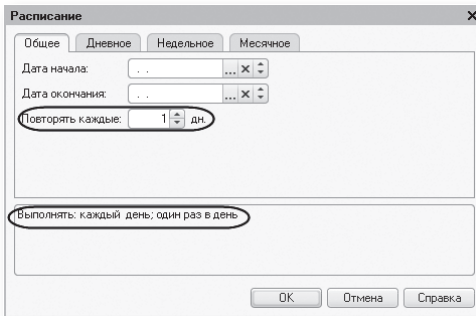 Расписание
Общее Дневное Недельное Месячное
Дата начала: . .
Дата окончания: . .
Повторять каждые: 1 дн.
Выполнять: каждый день; один раз в день
OK Отмена Справка